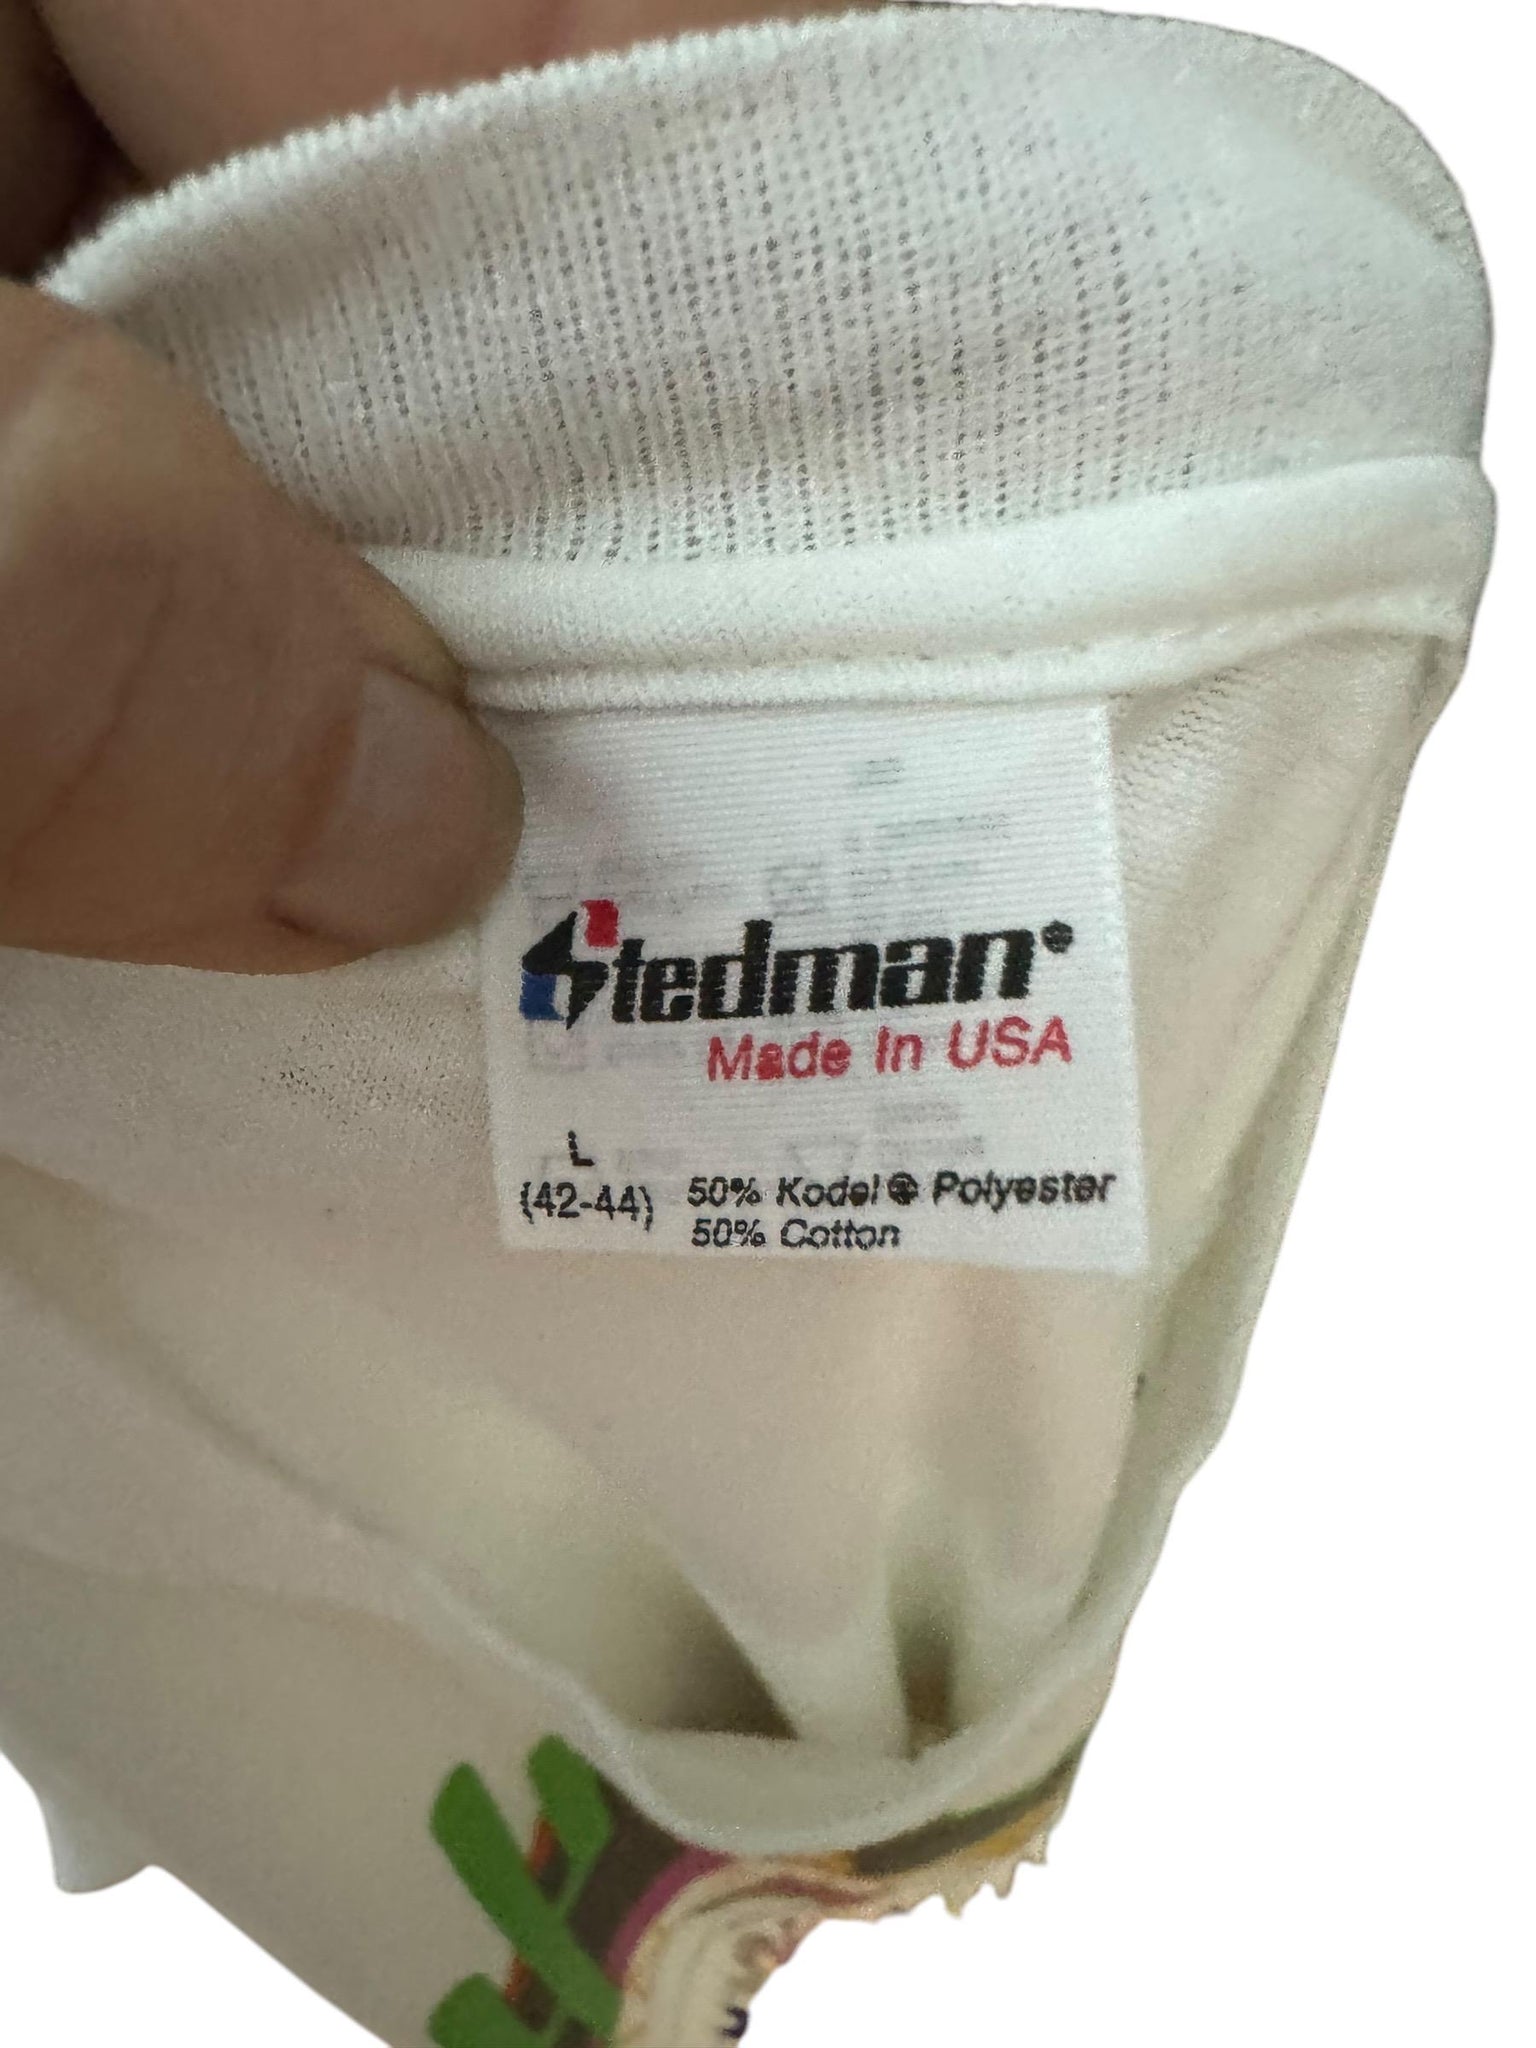 Stedman®
Made In USA
L
(42-44)
50% Kodel ® Polyester
50% Cotton